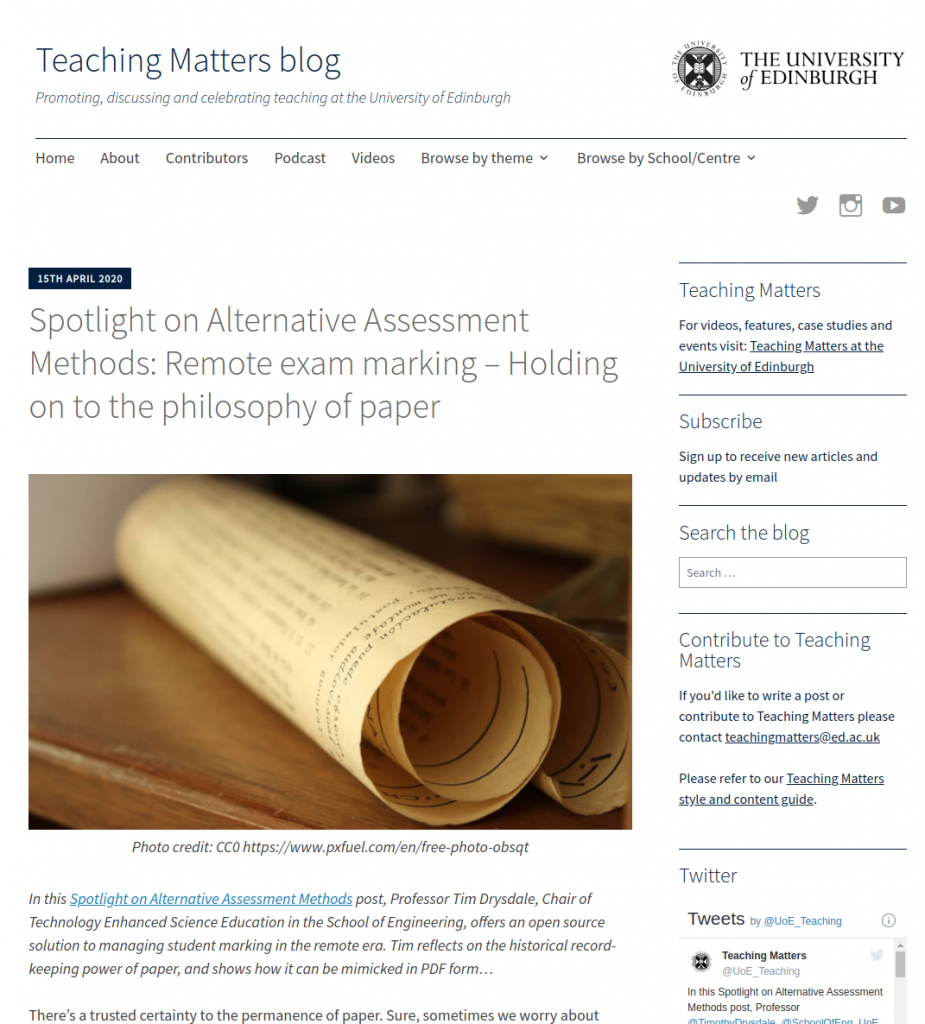 Teaching Matters blog
Promoting, discussing and celebrating teaching at the University of Edinburgh
THE UNIVERSITY
of EDINBURGH
Home About Contributors Podcast Videos Browse by theme Browse by School/Centre
15TH APRIL 2020
Spotlight on Alternative Assessment
Methods: Remote exam marking – Holding
on to the philosophy of paper
Photo credit: CC0 https://www.pxfuel.com/en/free-photo-obsqt
In this Spotlight on Alternative Assessment Methods post, Professor Tim Drysdale, Chair of
Technology Enhanced Science Education in the School of Engineering, offers an open source
solution to managing student marking in the remote era. Tim reflects on the historical record-
keeping power of paper, and shows how it can be mimicked in PDF form…
There's a trusted certainty to the permanence of paper. Sure, sometimes we worry about
Teaching Matters
For videos, features, case studies and
events visit: Teaching Matters at the
University of Edinburgh
Subscribe
Sign up to receive new articles and
updates by email
Search the blog
Search …
Contribute to Teaching
Matters
If you'd like to write a post or
contribute to Teaching Matters please
contact teachingmatters@ed.ac.uk
Please refer to our Teaching Matters
style and content guide.
Twitter
Tweets by @UoE_Teaching
Teaching Matters
@UoE_Teaching
In this Spotlight on Alternative Assessment
Methods post, Professor
@TimothyDrysdale, @SchoolOfEng_UoE